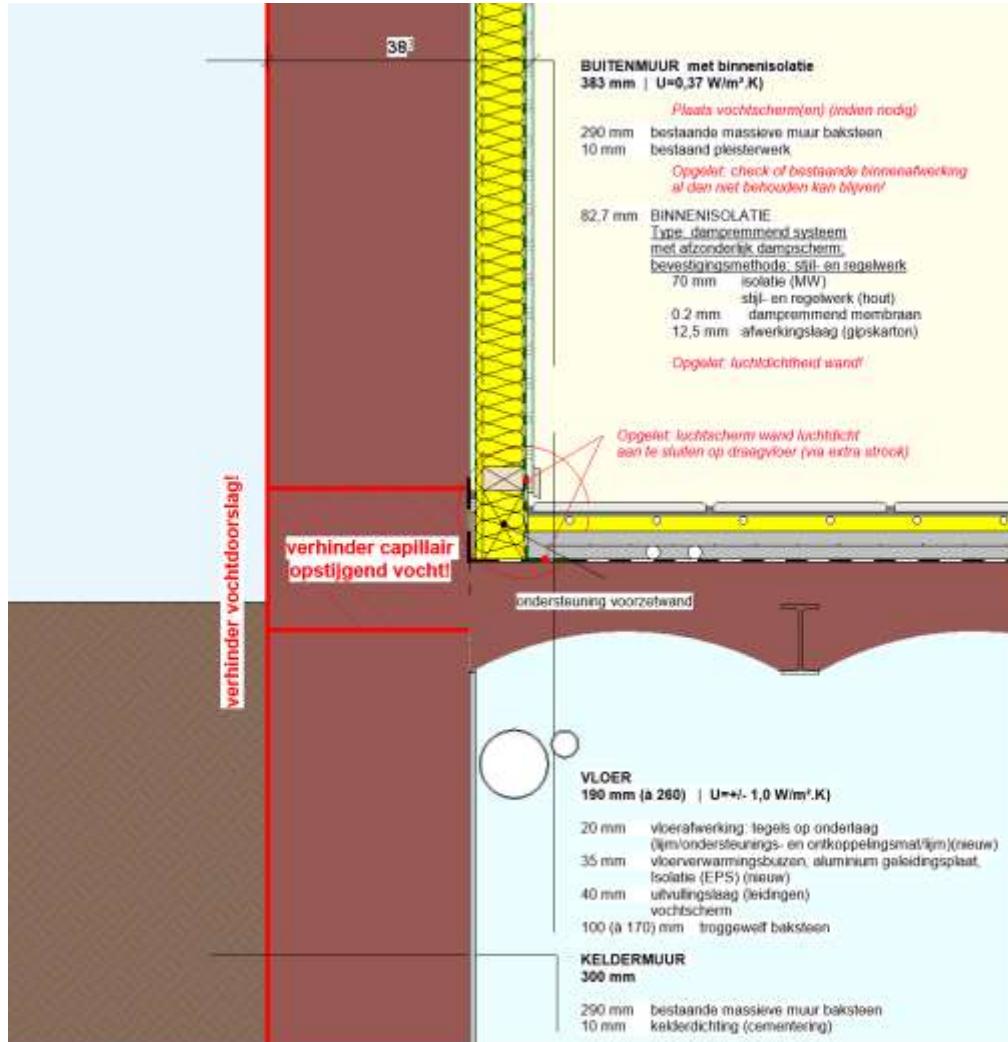 38³
BUITENMUUR met binnenisolatie
383 mm | U=0,37 W/m².K)
Plaats vochtscherm(en) (indien nodig)
290 mm bestaande massieve muur baksteen
10 mm bestaand pleisterwerk
Opgelet: check of bestaande binnenafwerking
al dan niet behouden kan blijven!
82,7 mm BINNENISOLATIE
Type: dampremmend systeem
met afzonderlijk dampscherm;
bevestigingsmethode: stijl- en regelwerk
70 mm isolatie (MW)
stijl- en regelwerk (hout)
0.2 mm dampremmend membraan
12,5 mm afwerkingslaag (gipskarton)
Opgelet: luchtdichtheid wand!
Opgelet: luchtscherm wand luchtdicht
aan te sluiten op draagvloer (via extra strook)
verhinder vochtdoorslag!
verhinder capillair
opstijgend vocht!
ondersteuning voorzetwand
VLOER
190 mm (à 260) | U=+/- 1,0 W/m².K)
20 mm vloerafwerking: tegels op onderlaag
(lijm/ondersteunings- en ontkoppelingsmat/lijm)(nieuw)
35 mm vloerverwarmingsbuizen, aluminium geleidingsplaat,
Isolatie (EPS) (nieuw)
40 mm uitvullingslaag (leidingen)
vochtscherm
100 (à 170) mm troggewelf baksteen
KELDERMUUR
300 mm
290 mm bestaande massieve muur baksteen
10 mm kelderdichting (cementering)